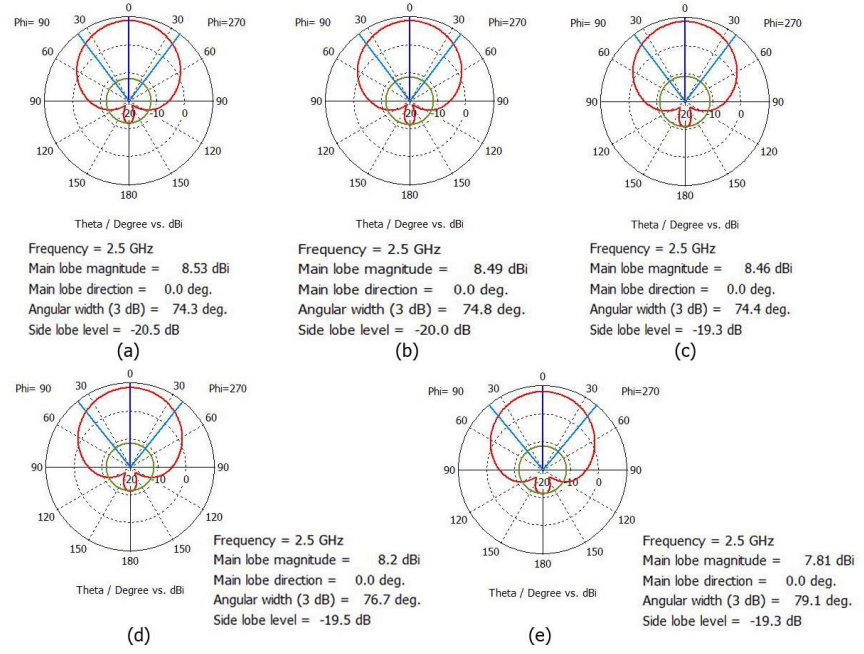 0
Phi= 90 30 30 Phi=270
60 60
90 -20 -10 0 90
120 120
150 150
180
Theta / Degree vs. dBi
Frequency = 2.5 GHz
Main lobe magnitude = 8.53 dBi
Main lobe direction = 0.0 deg.
Angular width (3 dB) = 74.3 deg.
Side lobe level = -20.5 dB
(a)
0
Phi= 90 30 30 Phi=270
60 60
90 -20 -10 0 90
120 120
150 150
180
Theta / Degree vs. dBi
Frequency = 2.5 GHz
Main lobe magnitude = 8.49 dBi
Main lobe direction = 0.0 deg.
Angular width (3 dB) = 74.8 deg.
Side lobe level = -20.0 dB
(b)
0
Phi= 90 30 30 Phi=270
60 60
90 -20 -10 0 90
120 120
150 150
180
Theta / Degree vs. dBi
Frequency = 2.5 GHz
Main lobe magnitude = 8.46 dBi
Main lobe direction = 0.0 deg.
Angular width (3 dB) = 74.4 deg.
Side lobe level = -19.3 dB
(c)
0
Phi= 90 30 30 Phi=270
60 60
90 -20 -10 0 90
120 120
150 150
180
Theta / Degree vs. dBi
Frequency = 2.5 GHz
Main lobe magnitude = 8.2 dBi
Main lobe direction = 0.0 deg.
Angular width (3 dB) = 76.7 deg.
Side lobe level = -19.5 dB
(d)
0
Phi= 90 30 30 Phi=270
60 60
90 -20 -10 0 90
120 120
150 150
180
Theta / Degree vs. dBi
Frequency = 2.5 GHz
Main lobe magnitude = 7.81 dBi
Main lobe direction = 0.0 deg.
Angular width (3 dB) = 79.1 deg.
Side lobe level = -19.3 dB
(e)